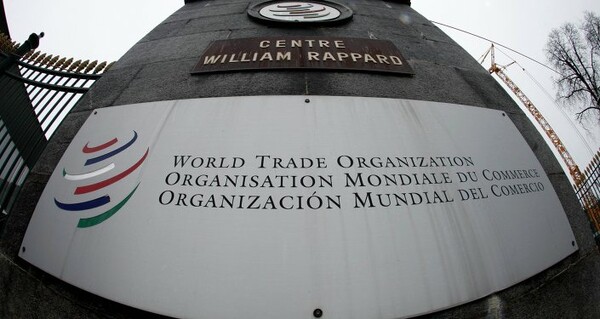 CENTRE
WILLIAM RAPPARD
WORLD TRADE ORGANIZATION
ORGANISATION MONDIALE DU COMMERCE
ORGANIZACIÓN MUNDIAL DEL COMERCIO